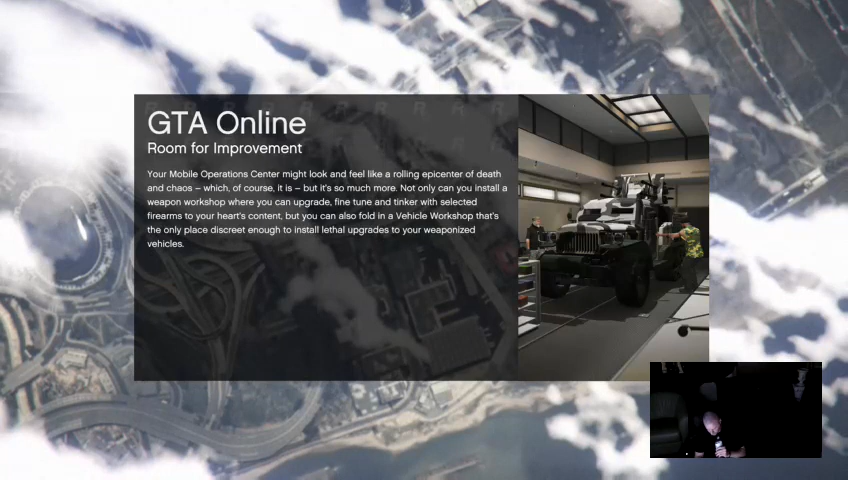 GTA Online
Room for Improvement
Your Mobile Operations Center might look and feel like a rolling epicenter of death
and chaos – which, of course, it is – but it's so much more. Not only can you install a
weapon workshop where you can upgrade, fine tune and tinker with selected
firearms to your heart's content, but you can also fold in a Vehicle Workshop that's
the only place discreet enough to install lethal upgrades to your weaponized
vehicles.